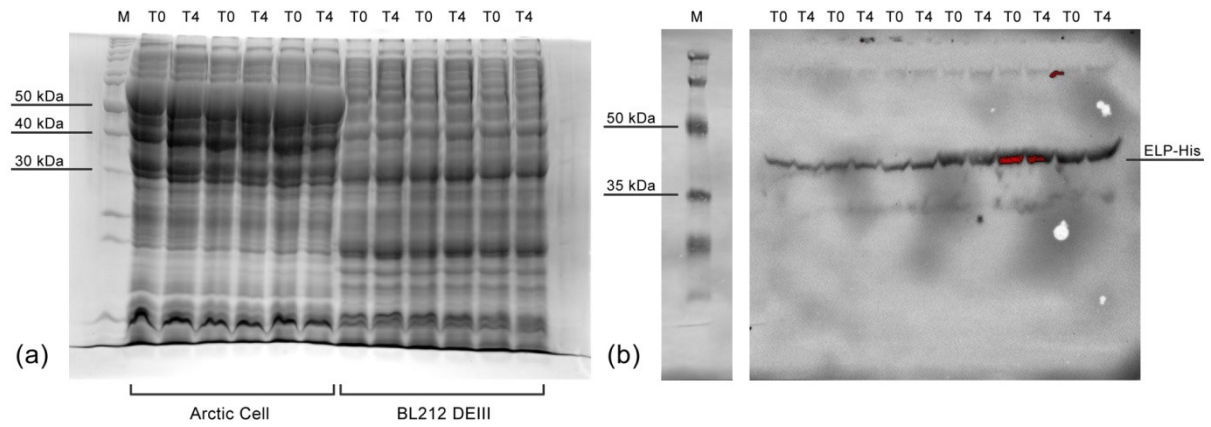 M T0 T4 T0 T4 T0 T4 T0 T4 T0 T4 T0 T4
50 kDa
40 kDa
30 kDa
(a)
Arctic Cell
BL212 DEIII
M
T0 T4 T0 T4 T0 T4 T0 T4 T0 T4 T0 T4
50 kDa
35 kDa
ELP-His
(b)